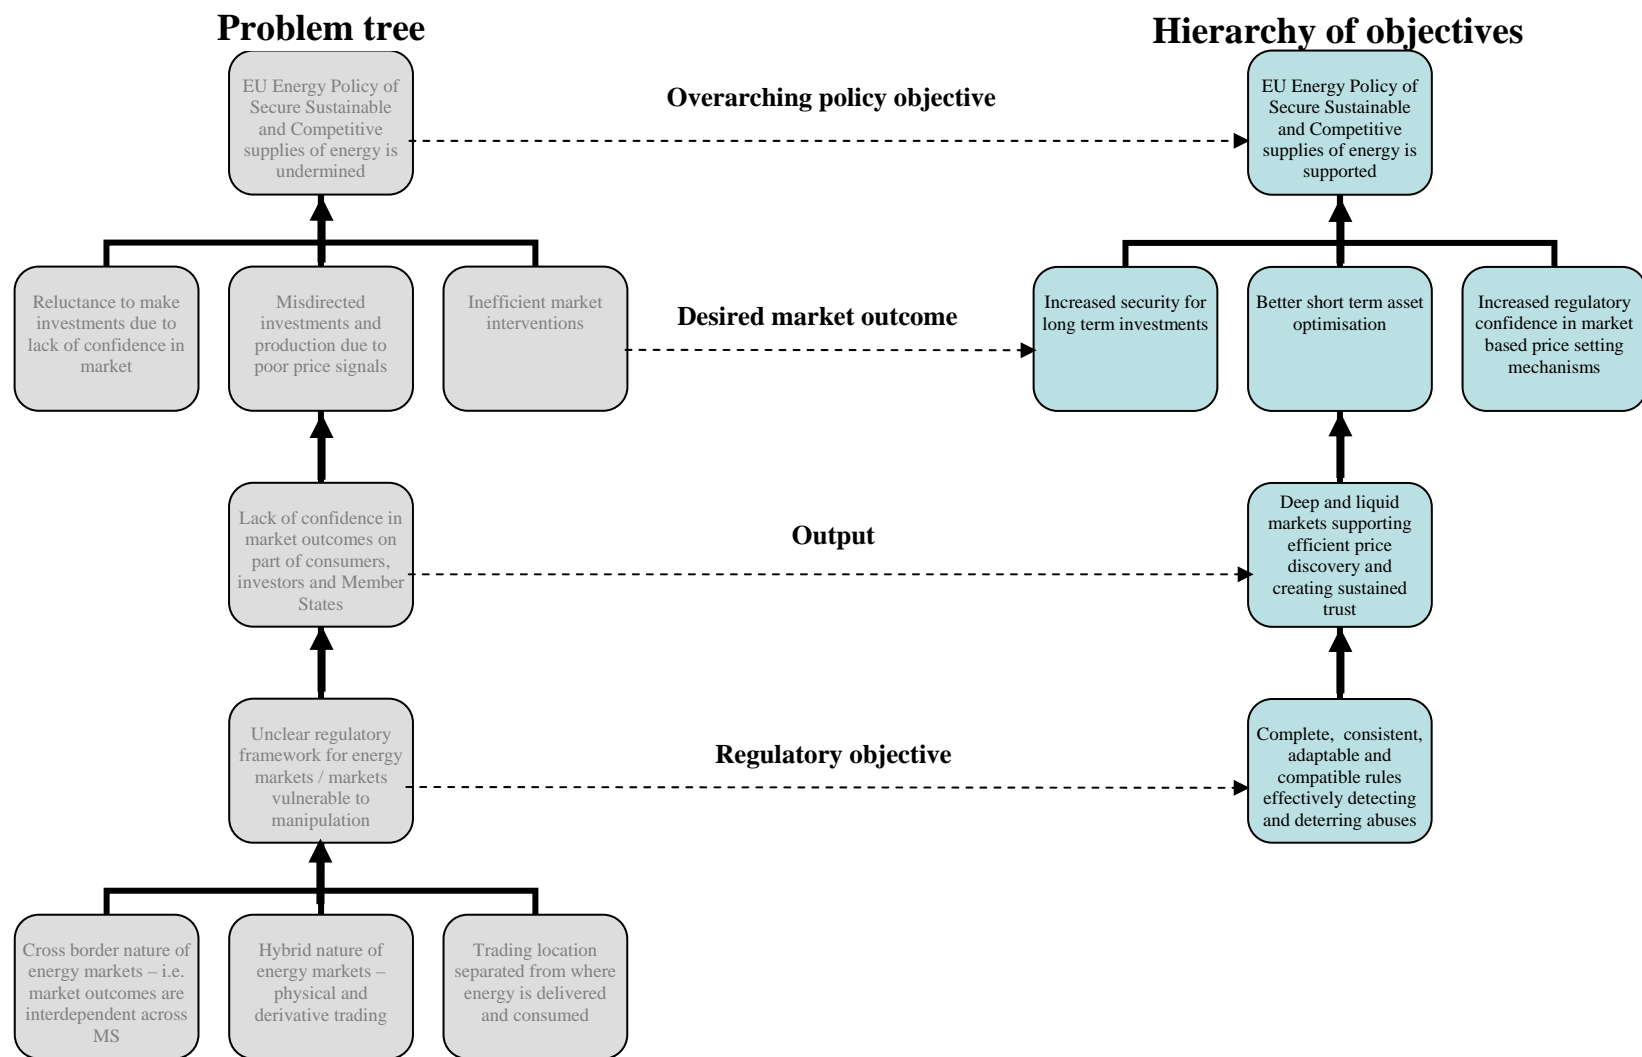 Problem tree
Hierarchy of objectives
EU Energy Policy of
Secure Sustainable
and Competitive
supplies of energy is
undermined
Overarching policy objective
EU Energy Policy of
Secure Sustainable
and Competitive
supplies of energy is
supported
Reluctance to make
investments due to
lack of confidence in
market
Misdirected
investments and
production due to
poor price signals
Inefficient market
interventions
Desired market outcome
Increased security for
long term investments
Better short term asset
optimisation
Increased regulatory
confidence in market
based price setting
mechanisms
Lack of confidence in
market outcomes on
part of consumers,
investors and Member
States
Output
Deep and liquid
markets supporting
efficient price
discovery and
creating sustained
trust
Unclear regulatory
framework for energy
markets / markets
vulnerable to
manipulation
Regulatory objective
Complete, consistent,
adaptable and
compatible rules
effectively detecting
and deterring abuses
Cross border nature of
energy markets – i.e.
market outcomes are
interdependent across
MS
Hybrid nature of
energy markets –
physical and
derivative trading
Trading location
separated from where
energy is delivered
and consumed